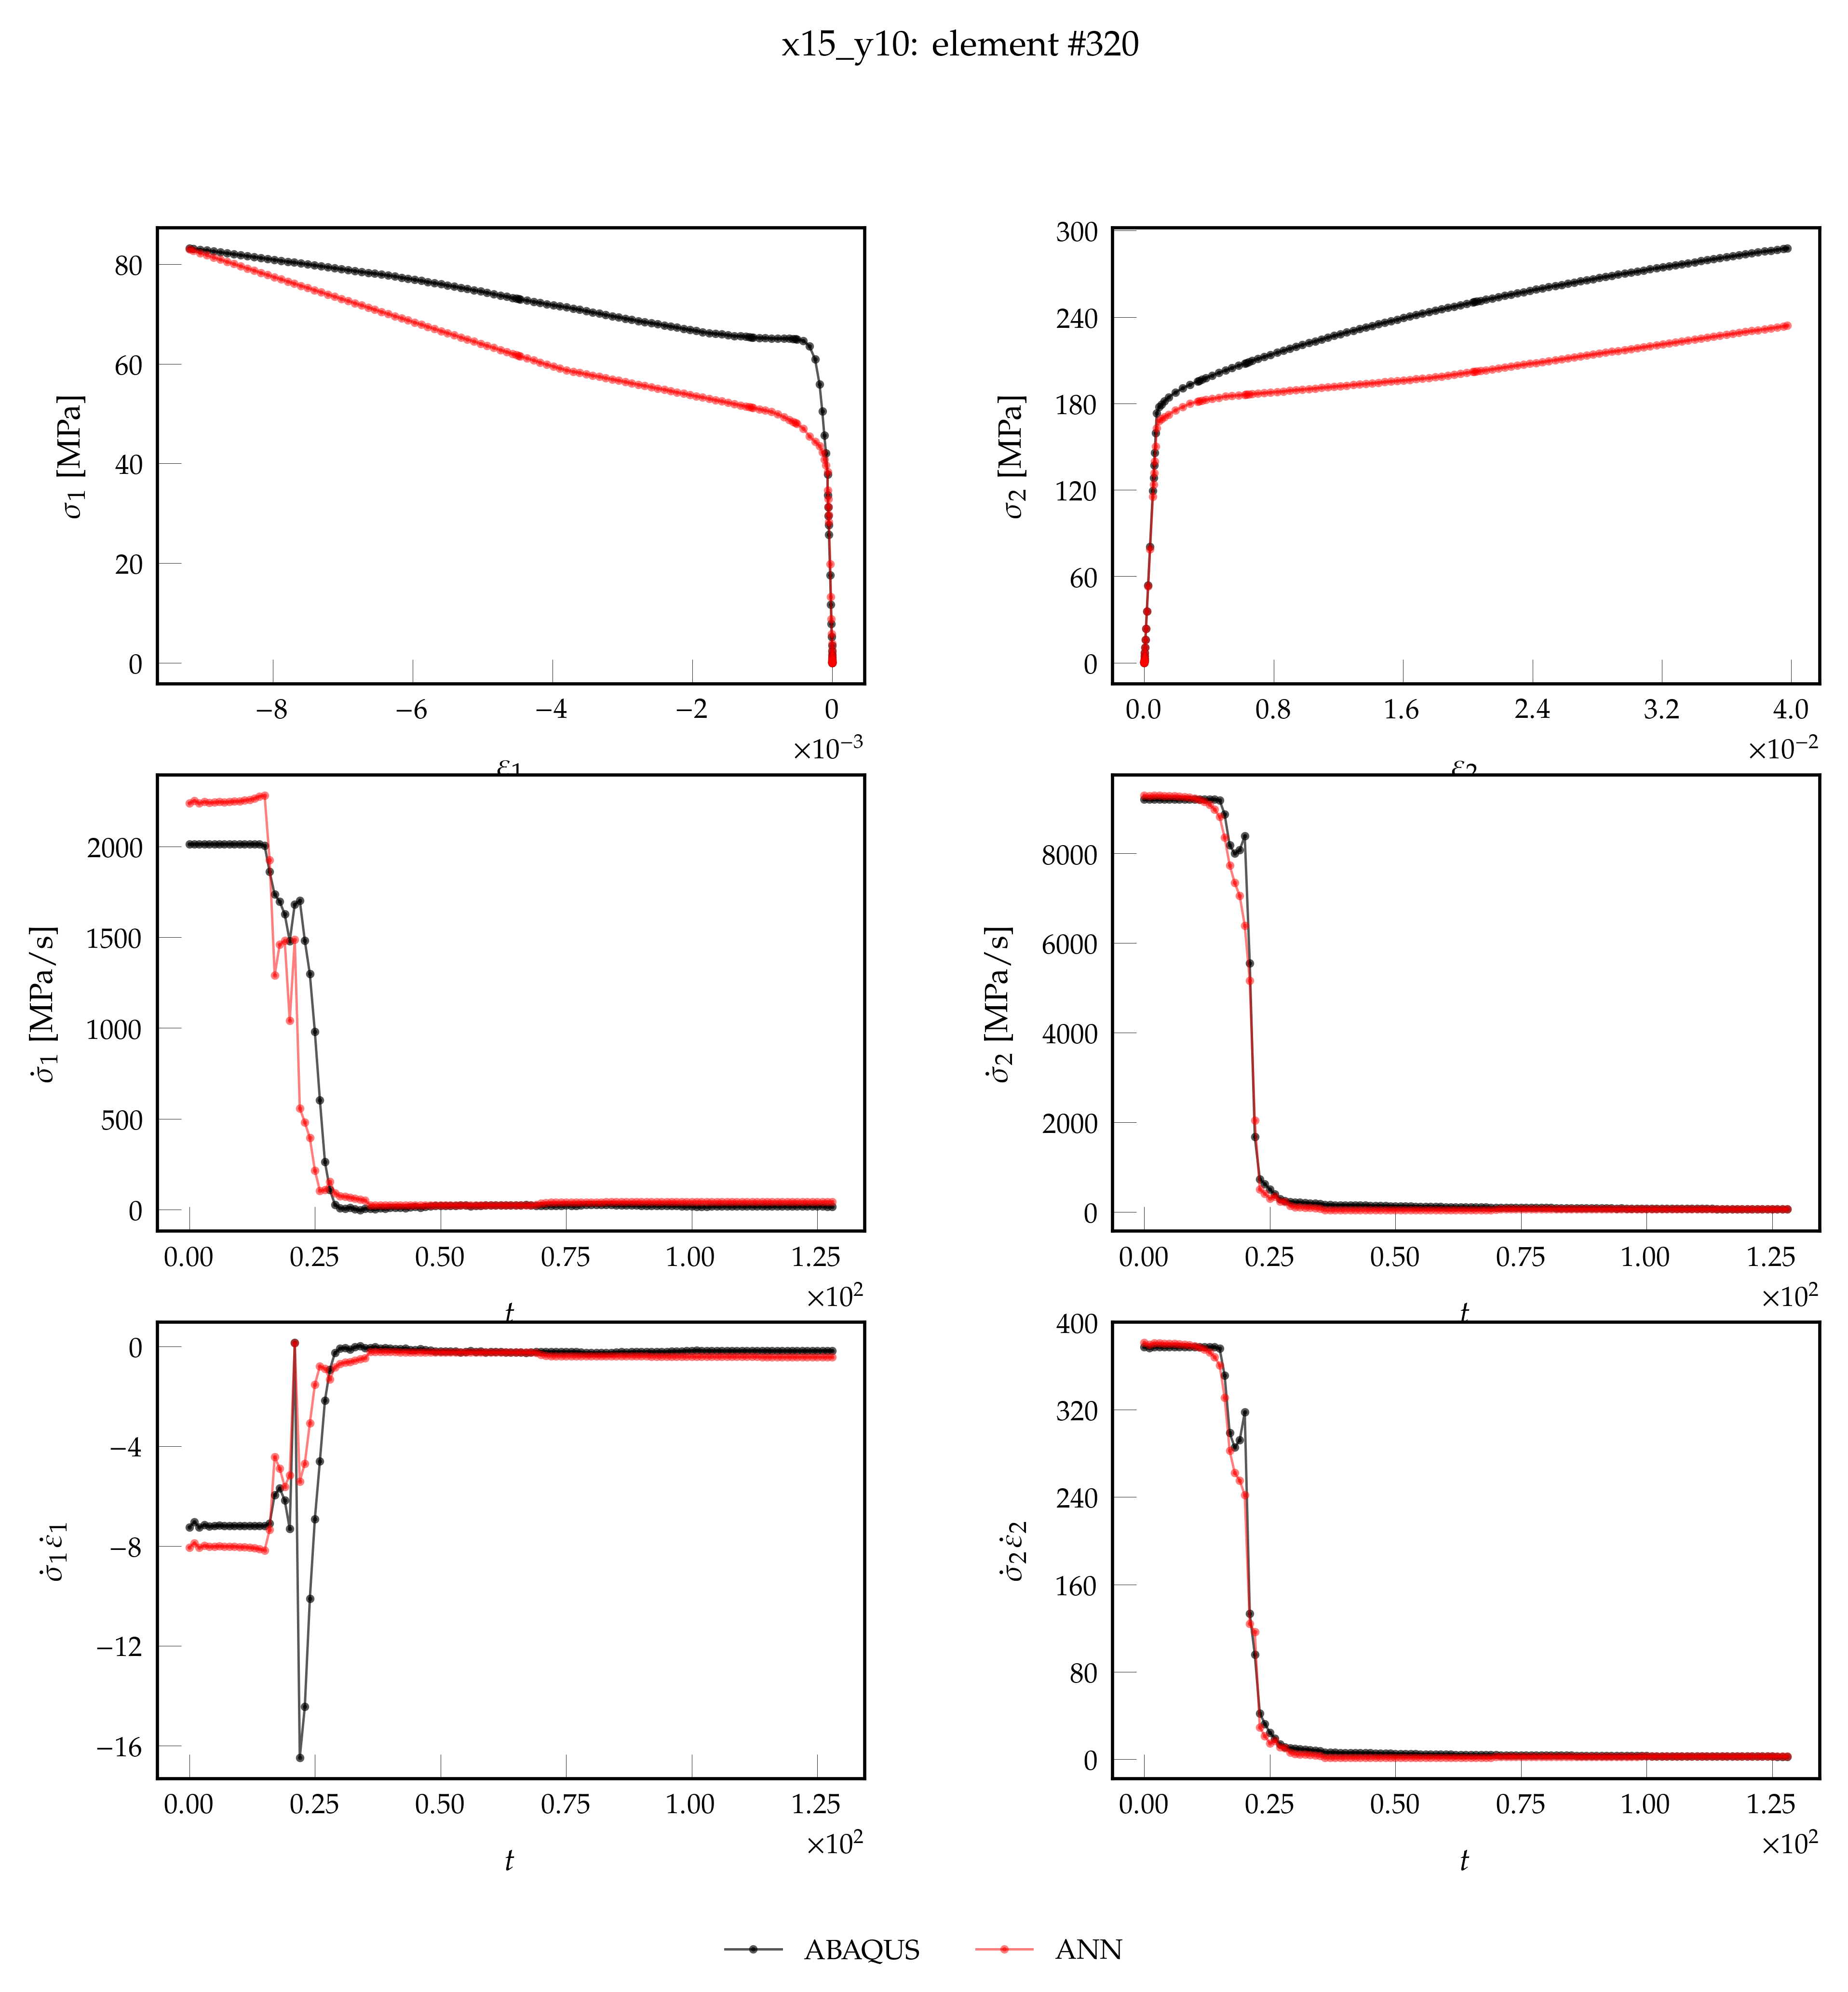 x15_y10: element #320
80
60
40
20
0
σ₁ [MPa]
−8 −6 −4 −2 0
×10⁻³
ε₁
300
240
180
120
60
0
σ₂ [MPa]
0.0 0.8 1.6 2.4 3.2 4.0
×10⁻²
ε₂
2000
1500
1000
500
0
σ̇₁ [MPa/s]
0.00 0.25 0.50 0.75 1.00 1.25
×10²
t
8000
6000
4000
2000
0
σ̇₂ [MPa/s]
0.00 0.25 0.50 0.75 1.00 1.25
×10²
t
0
−4
−8
−12
−16
σ̇₁ε̇₁
0.00 0.25 0.50 0.75 1.00 1.25
×10²
t
400
320
240
160
80
0
σ̇₂ε̇₂
0.00 0.25 0.50 0.75 1.00 1.25
×10²
t
ABAQUS ANN